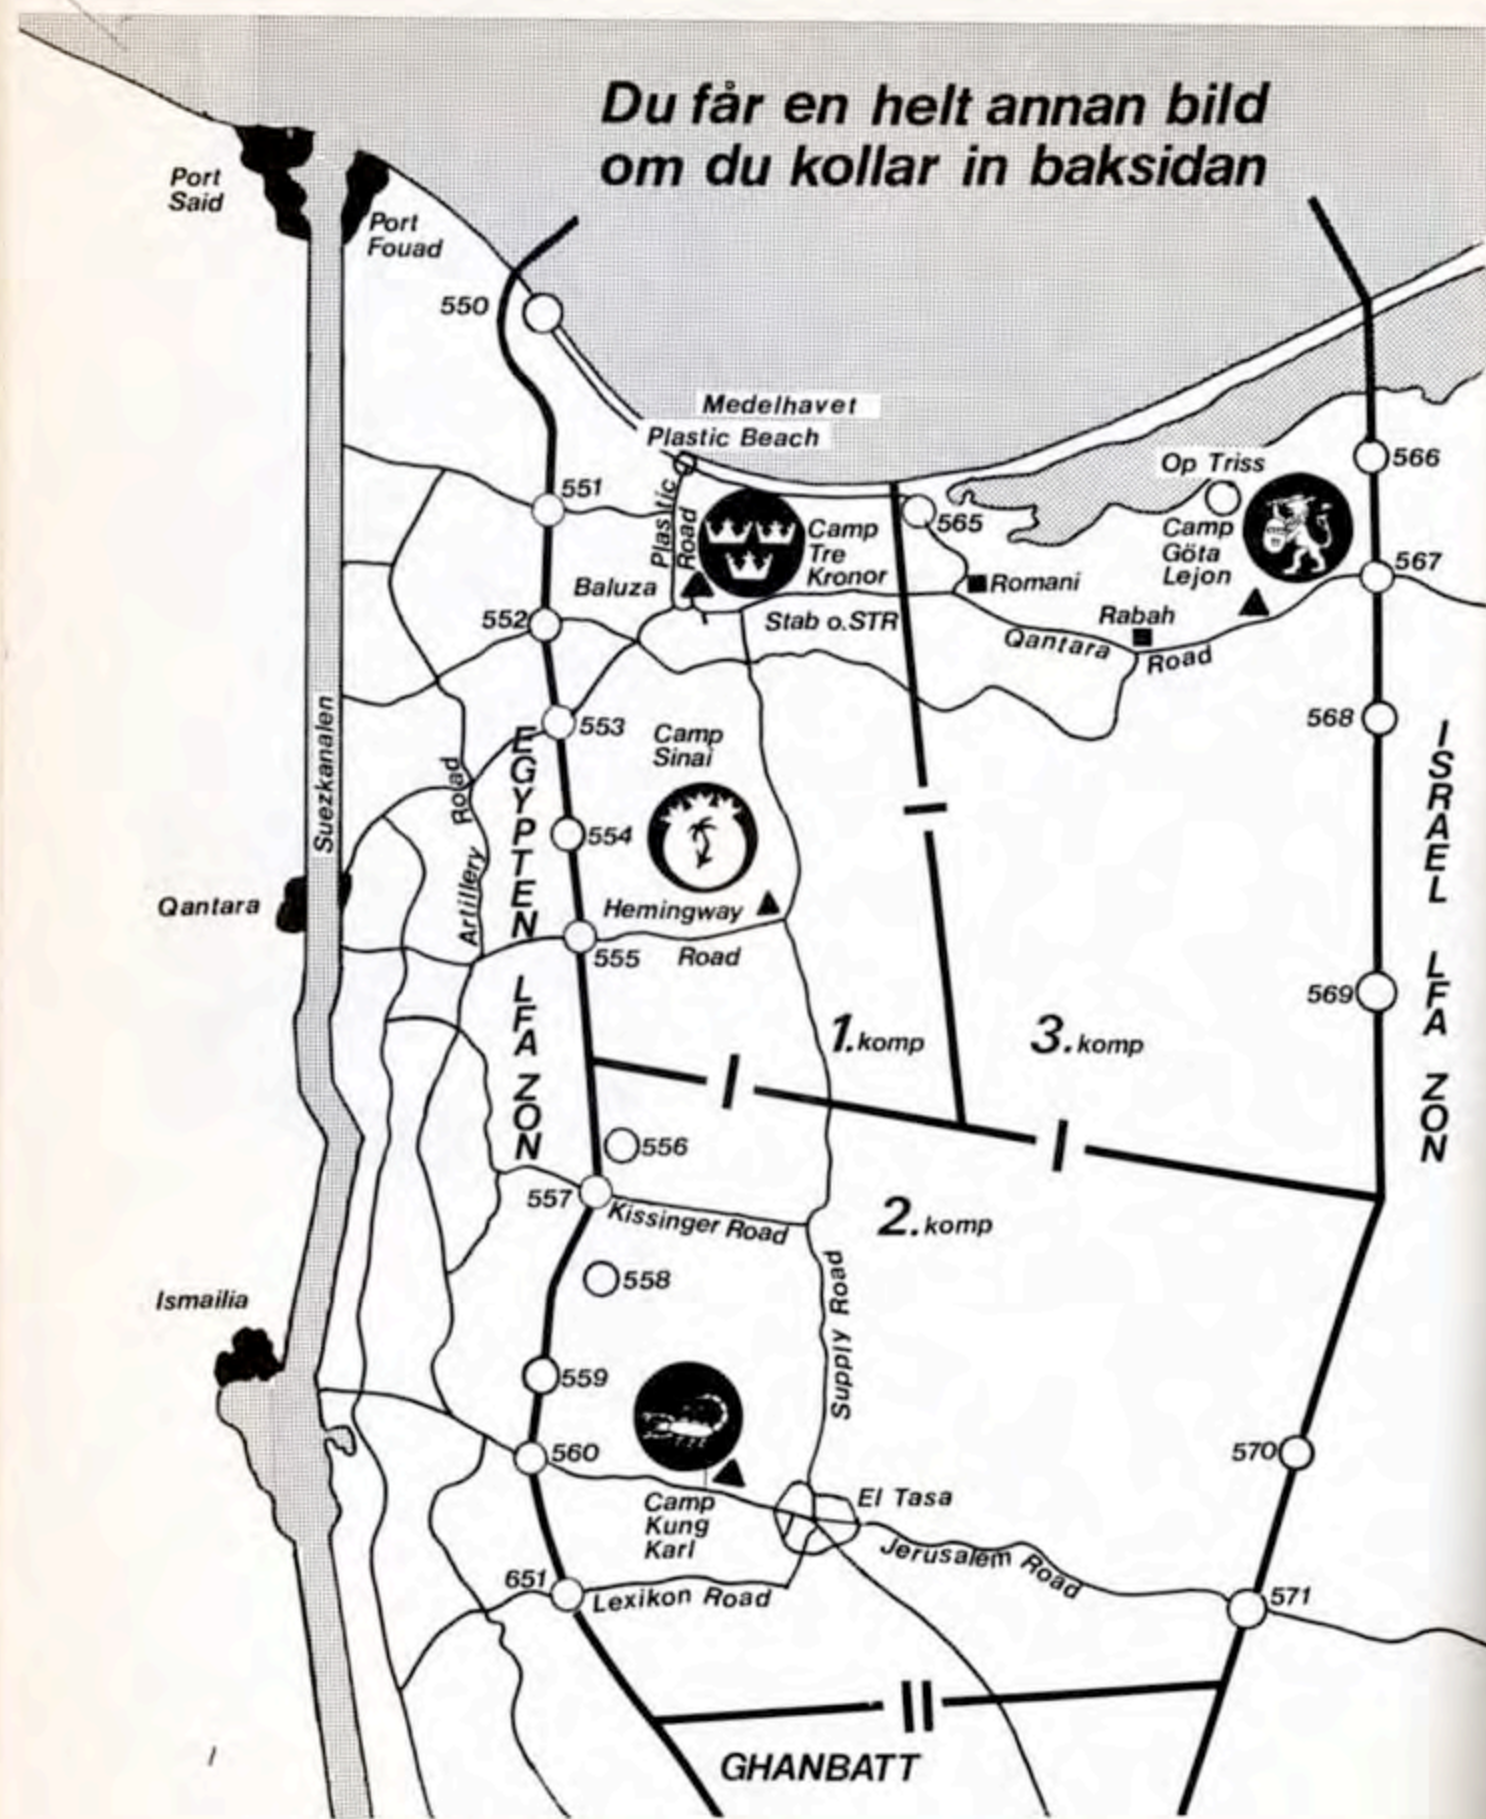 Du får en helt annan bild
om du kollar in baksidan
Port
Said
Port
Fouad
550
Medelhavet
Plastic Beach
Op Triss
566
551
Plastic
Road
Camp
Tre
Kronor
565
Camp
Göta
Lejon
567
Baluza
Romani
552
Stab o.STR
Rabah
Qantara
Road
Suezkanalen
553
Camp
Sinai
568
EGYPTEN
LFA ZON
ISRAEL
LFA ZON
Artillery Road
554
Qantara
Hemingway
Road
555
569
1.komp
3.komp
556
557
Kissinger Road
2.komp
558
Supply Road
Ismailia
559
560
570
Camp
Kung
Karl
El Tasa
Jerusalem Road
651
Lexikon Road
571
GHANBATT